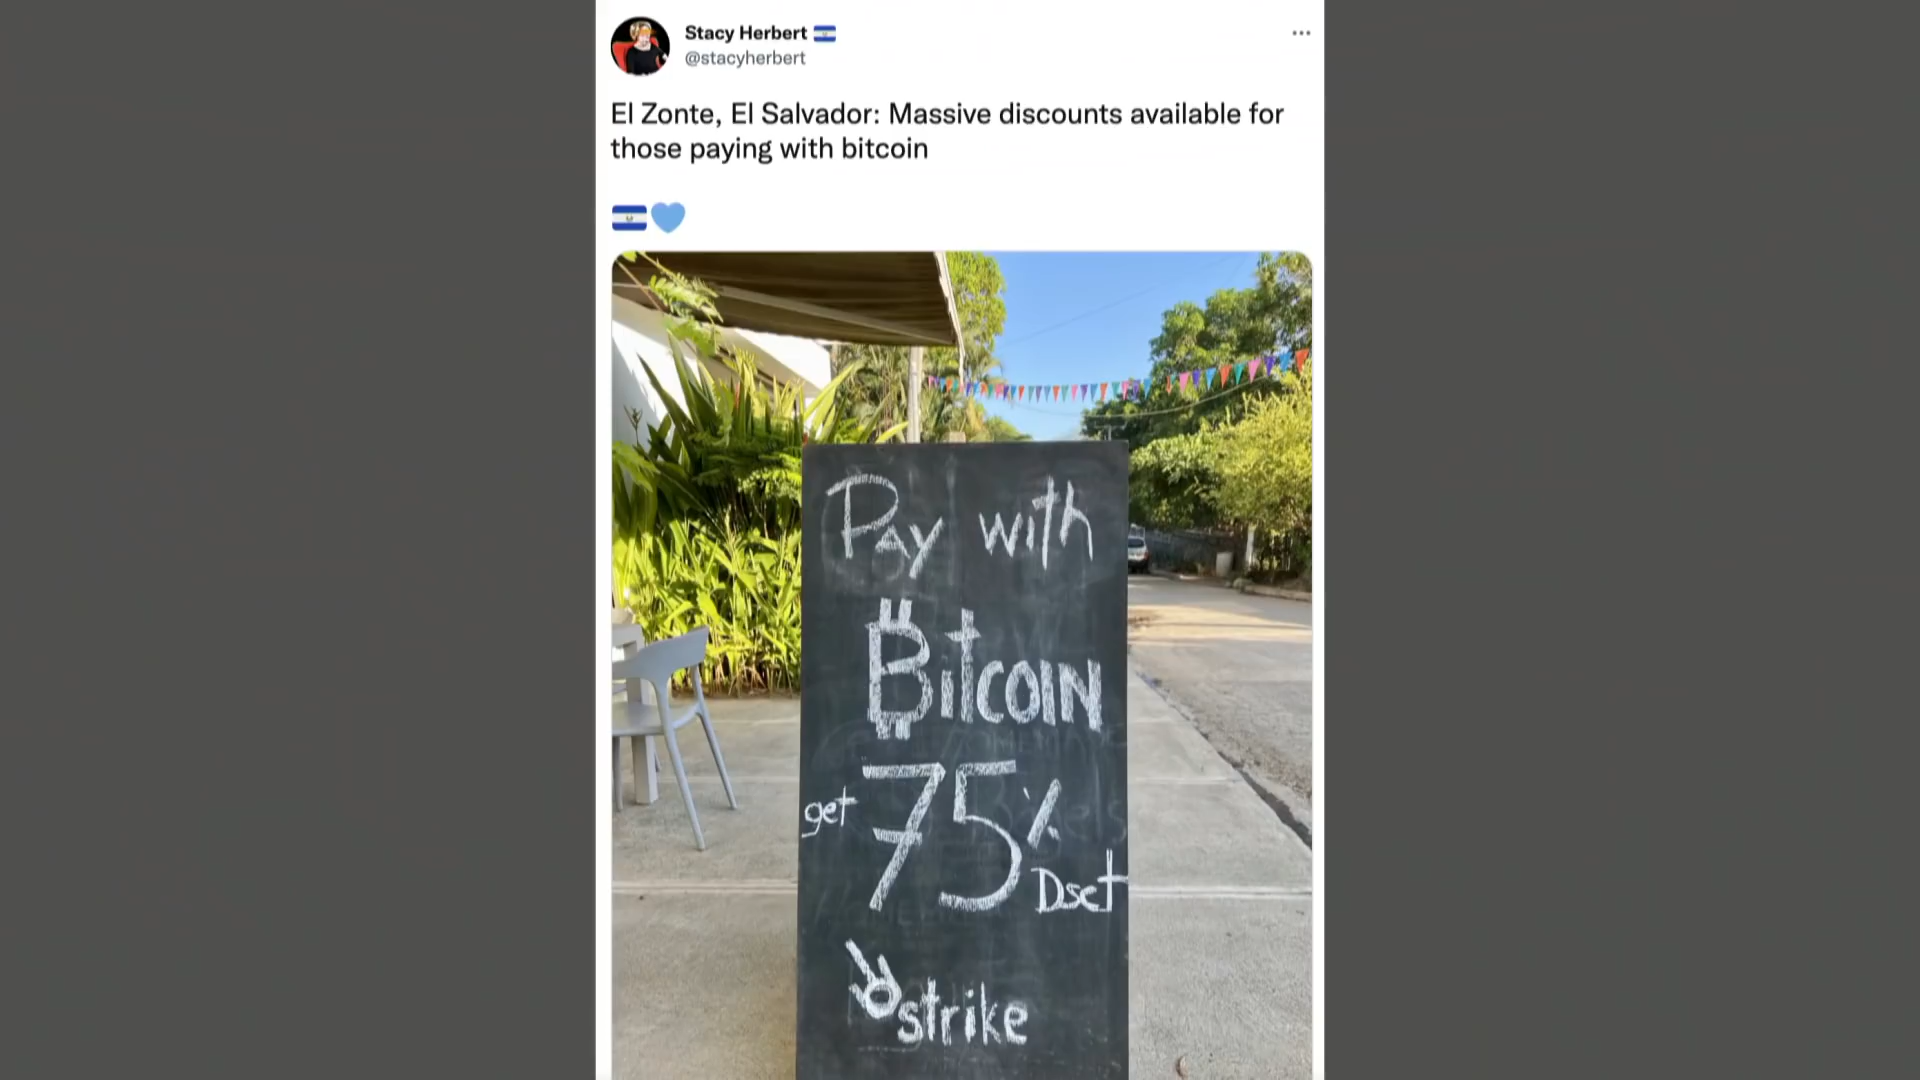 Stacy Herbert
@stacyherbert
El Zonte, El Salvador: Massive discounts available for
those paying with bitcoin
Pay with
Bitcoin
get 75%
Dsct
strike